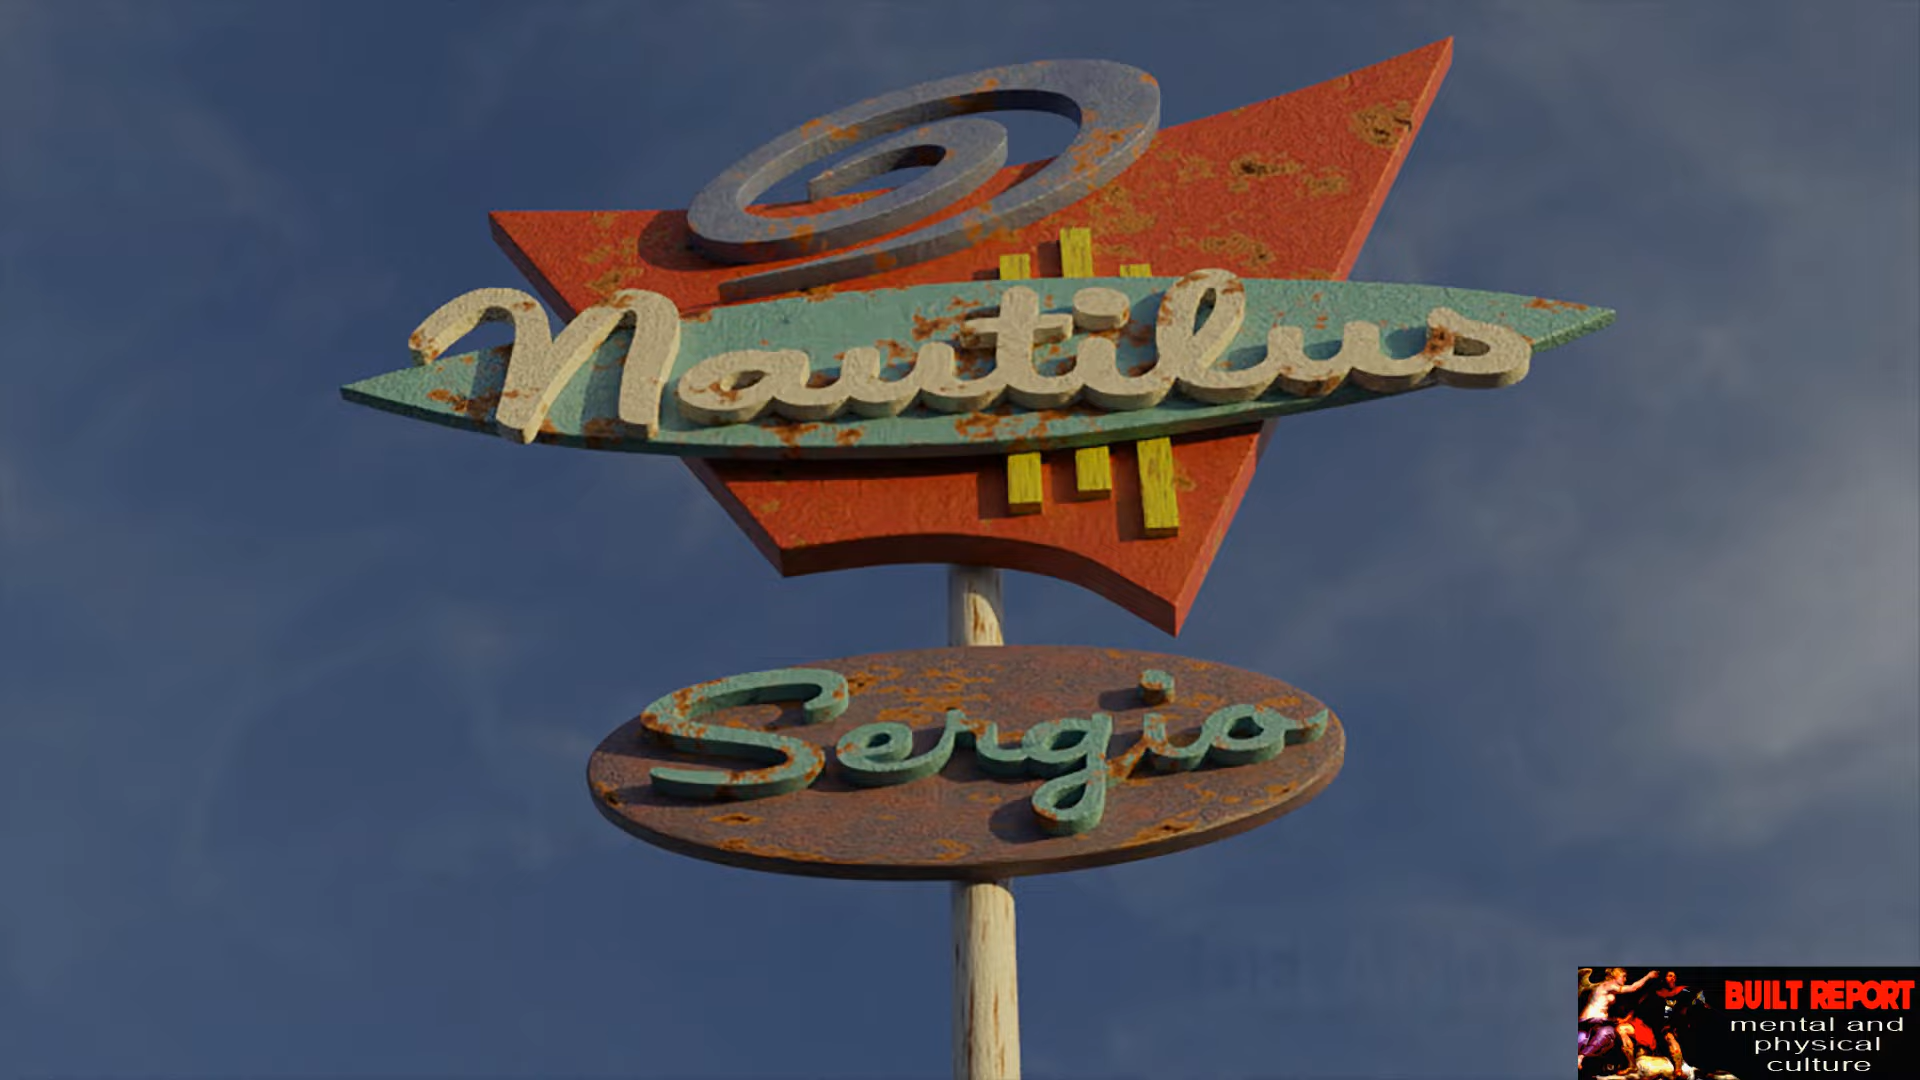 Nautilus
Sergio
BUILT REPORT
mental and
physical
culture